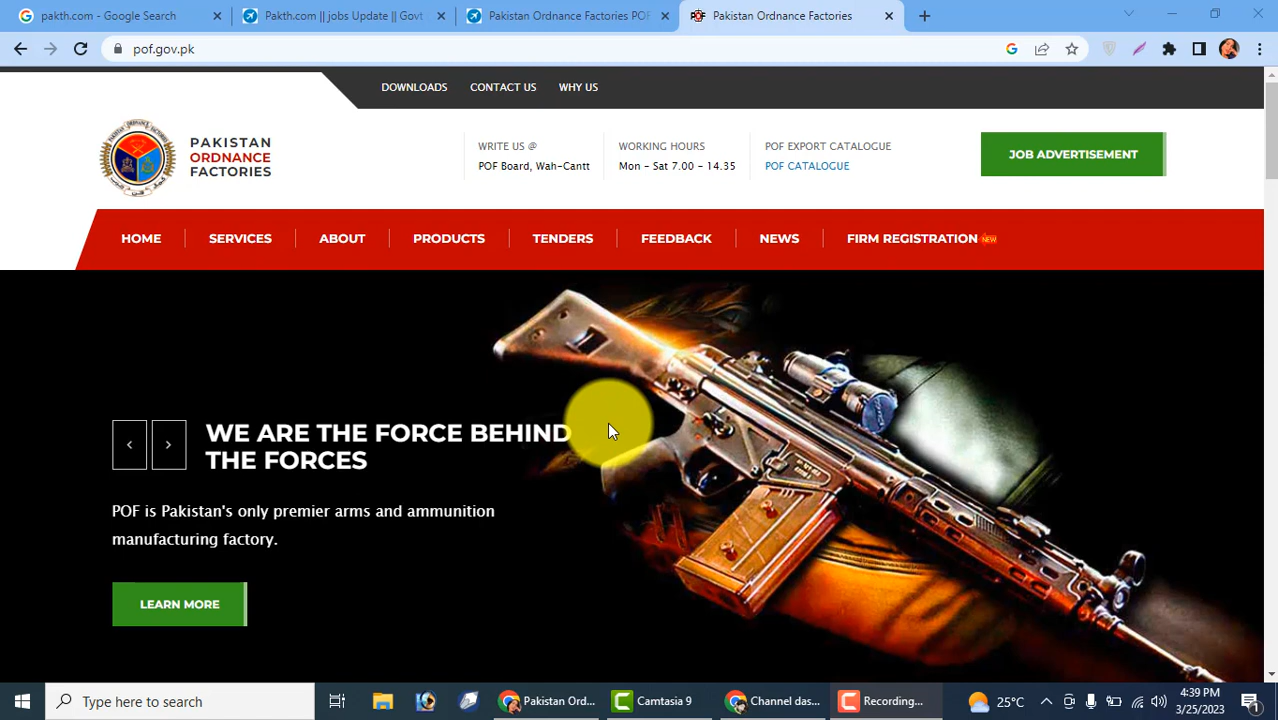 pakth.com - Google Search
Pakth.com || jobs Update || Govt
Pakistan Ordnance Factories POF
Pakistan Ordnance Factories
pof.gov.pk
DOWNLOADS
CONTACT US
WHY US
PAKISTAN
ORDNANCE
FACTORIES
WRITE US @
POF Board, Wah-Cantt
WORKING HOURS
Mon - Sat 7.00 - 14.35
POF EXPORT CATALOGUE
POF CATALOGUE
JOB ADVERTISEMENT
HOME
SERVICES
ABOUT
PRODUCTS
TENDERS
FEEDBACK
NEWS
FIRM REGISTRATION NEW
WE ARE THE FORCE BEHIND
THE FORCES
POF is Pakistan's only premier arms and ammunition
manufacturing factory.
LEARN MORE
Type here to search
Pakistan Ord...
Camtasia 9
Channel das...
Recording...
25°C
4:39 PM
3/25/2023
1